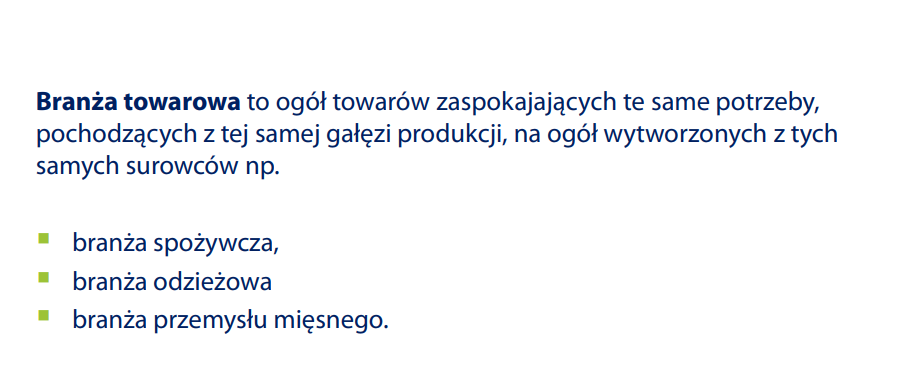 Branża towarowa to ogół towarów zaspokajających te same potrzeby,
pochodzących z tej samej gałęzi produkcji, na ogół wytworzonych z tych
samych surowców np.
▪ branża spożywcza,
▪ branża odzieżowa
▪ branża przemysłu mięsnego.